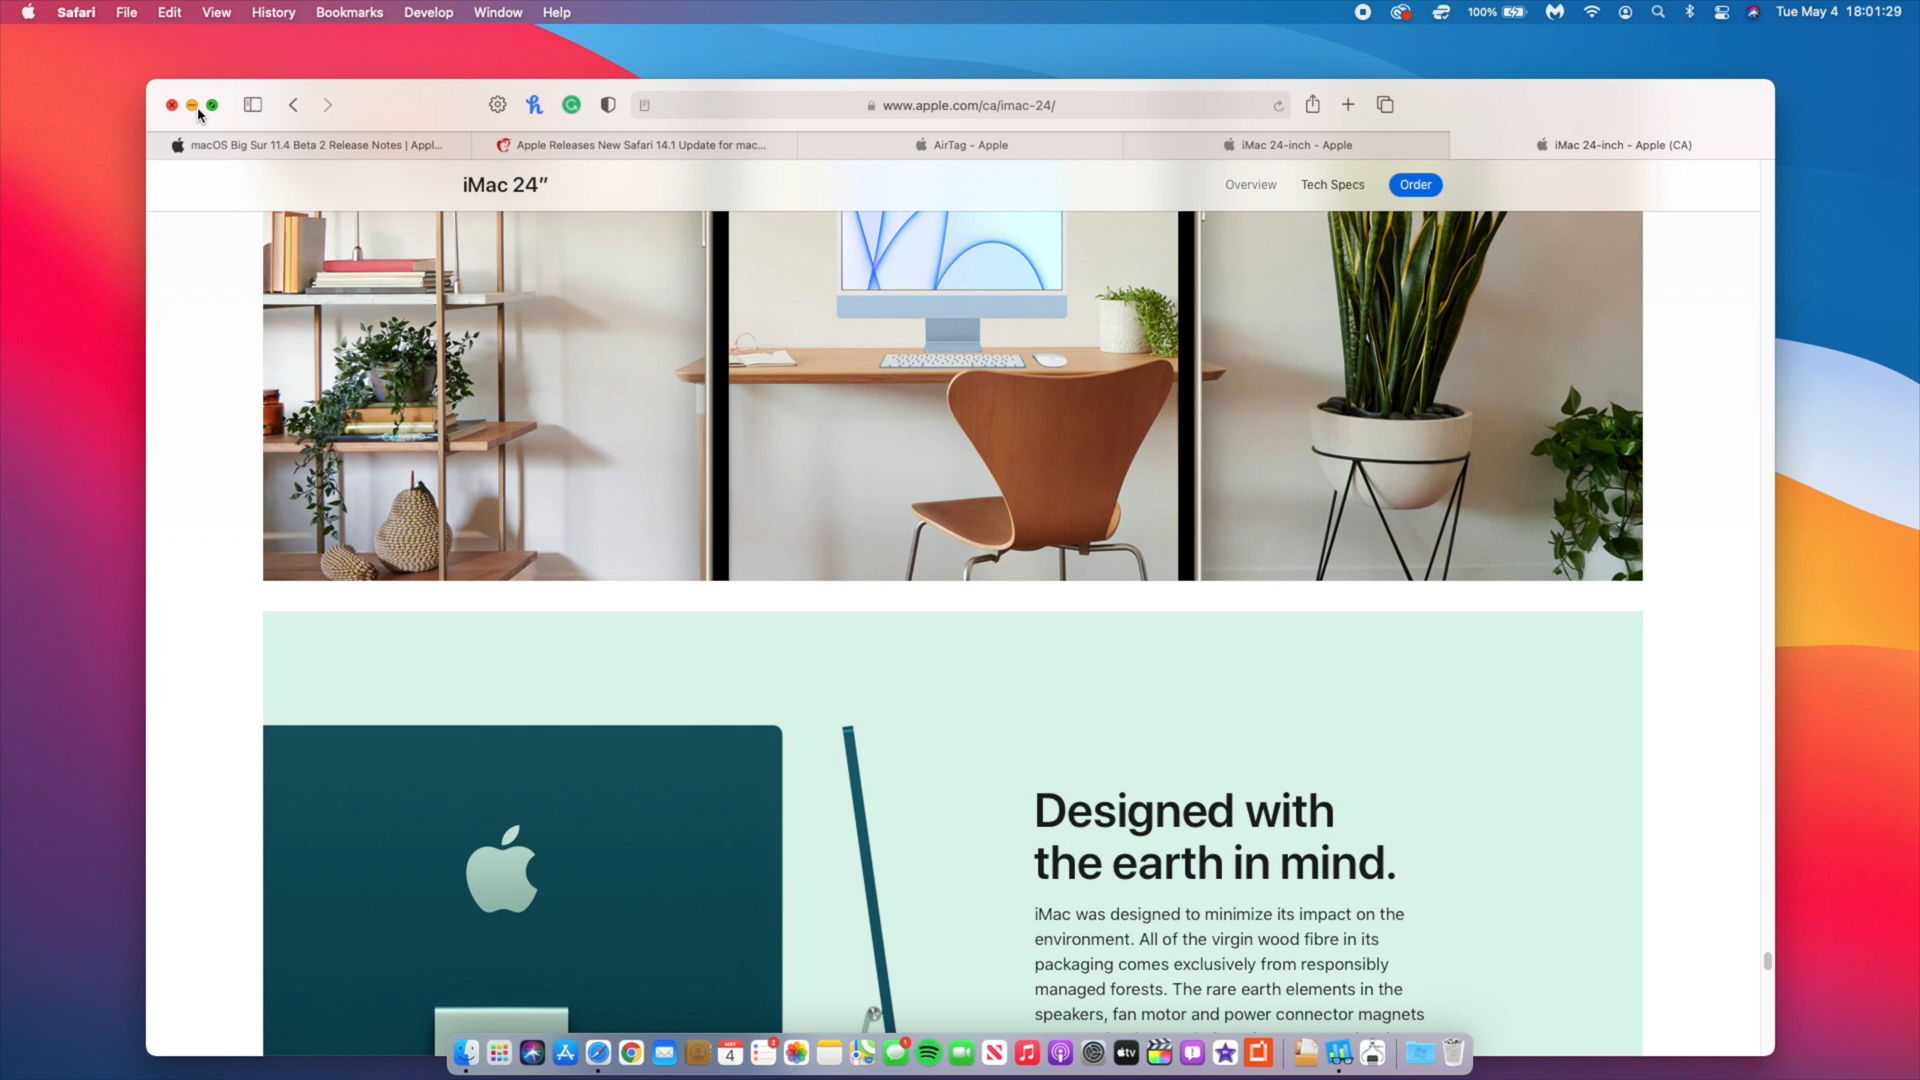 Safari File Edit View History Bookmarks Develop Window Help
100%
Tue May 4 18:01:29
www.apple.com/ca/imac-24/
macOS Big Sur 11.4 Beta 2 Release Notes | Appl...
Apple Releases New Safari 14.1 Update for mac...
AirTag - Apple
iMac 24-inch - Apple
iMac 24-inch - Apple (CA)
iMac 24″
Overview
Tech Specs
Order
Designed with
the earth in mind.
iMac was designed to minimize its impact on the
environment. All of the virgin wood fibre in its
packaging comes exclusively from responsibly
managed forests. The rare earth elements in the
speakers, fan motor and power connector magnets
MAY
4
2
1
tv